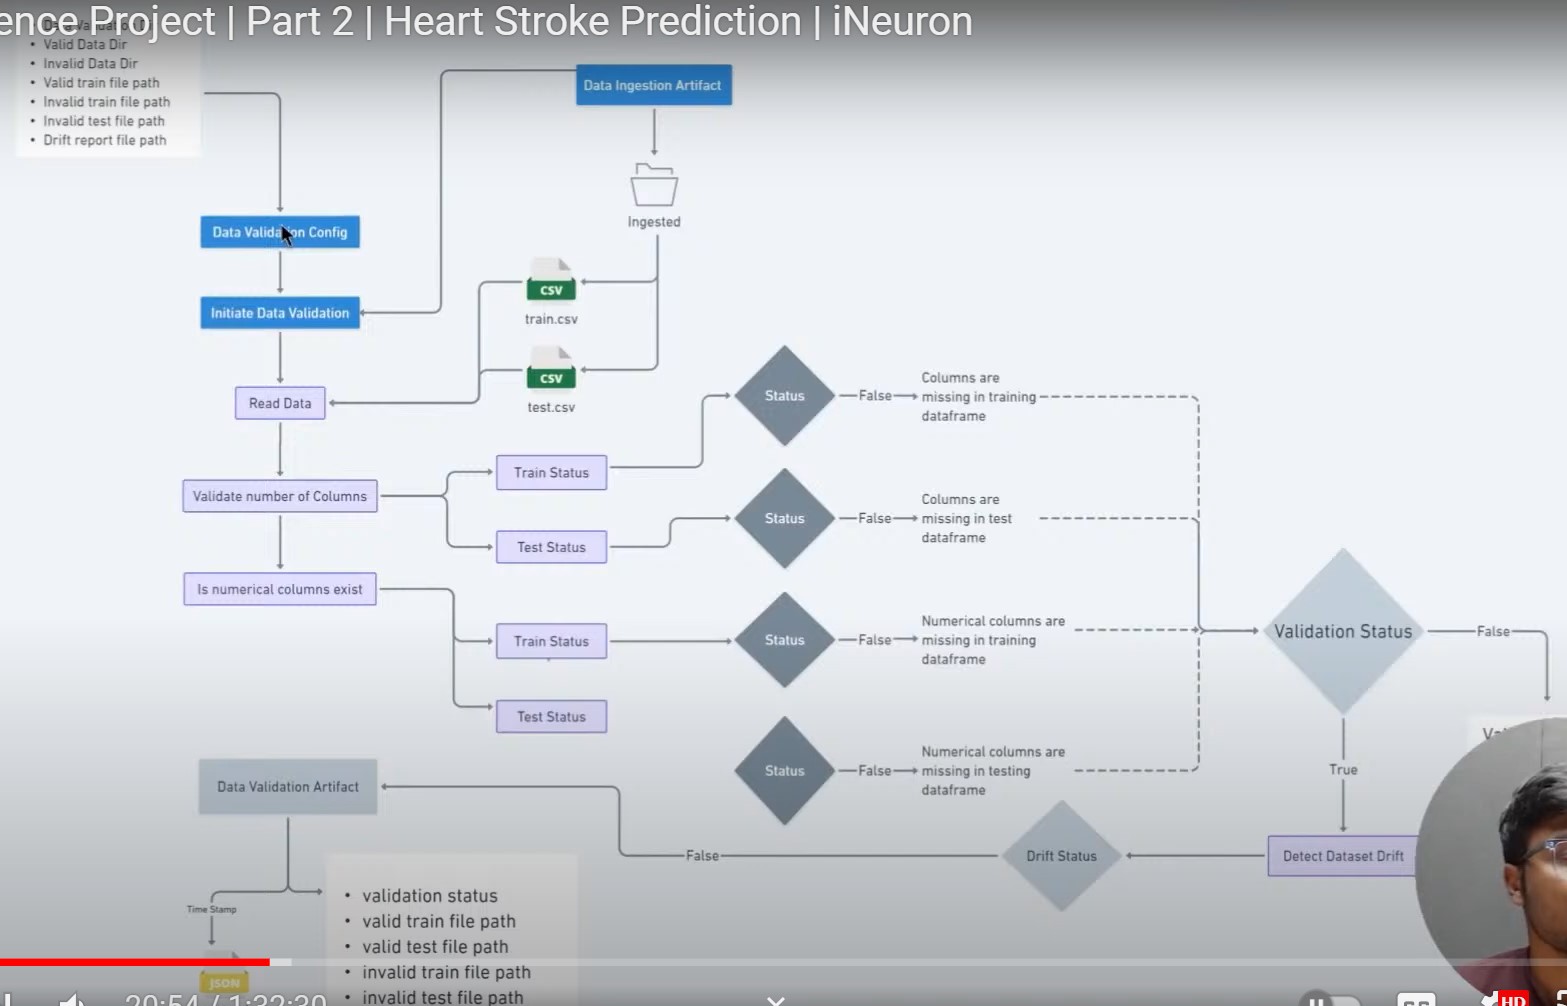 ence Project | Part 2 | Heart Stroke Prediction | iNeuron
• Valid Data Dir
• Invalid Data Dir
• Valid train file path
• Invalid train file path
• Invalid test file path
• Drift report file path
Data Ingestion Artifact
Ingested
Data Validation Config
Initiate Data Validation
CSV
train.csv
CSV
test.csv
Read Data
Status
False
Columns are
missing in training
dataframe
Train Status
Validate number of Columns
Status
False
Columns are
missing in test
dataframe
Test Status
Is numerical columns exist
Train Status
Status
False
Numerical columns are
missing in training
dataframe
Validation Status
False
Test Status
Status
False
Numerical columns are
missing in testing
dataframe
True
Data Validation Artifact
False
Drift Status
Detect Dataset Drift
Time Stamp
JSON
• validation status
• valid train file path
• valid test file path
• invalid train file path
• invalid test file path
20:54 / 1:32:30
CC
HD